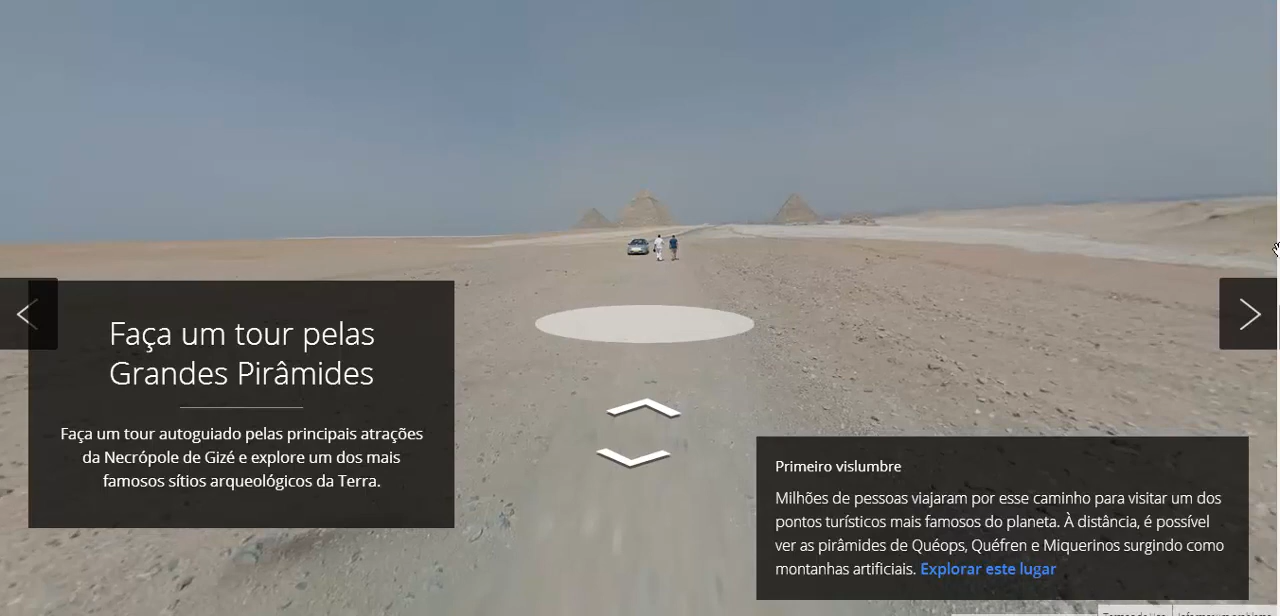 Faça um tour pelas
Grandes Pirâmides
Faça um tour autoguiado pelas principais atrações
da Necrópole de Gizé e explore um dos mais
famosos sítios arqueológicos da Terra.
Primeiro vislumbre
Milhões de pessoas viajaram por esse caminho para visitar um dos
pontos turísticos mais famosos do planeta. À distância, é possível
ver as pirâmides de Quéops, Quéfren e Miquerinos surgindo como
montanhas artificiais. Explorar este lugar